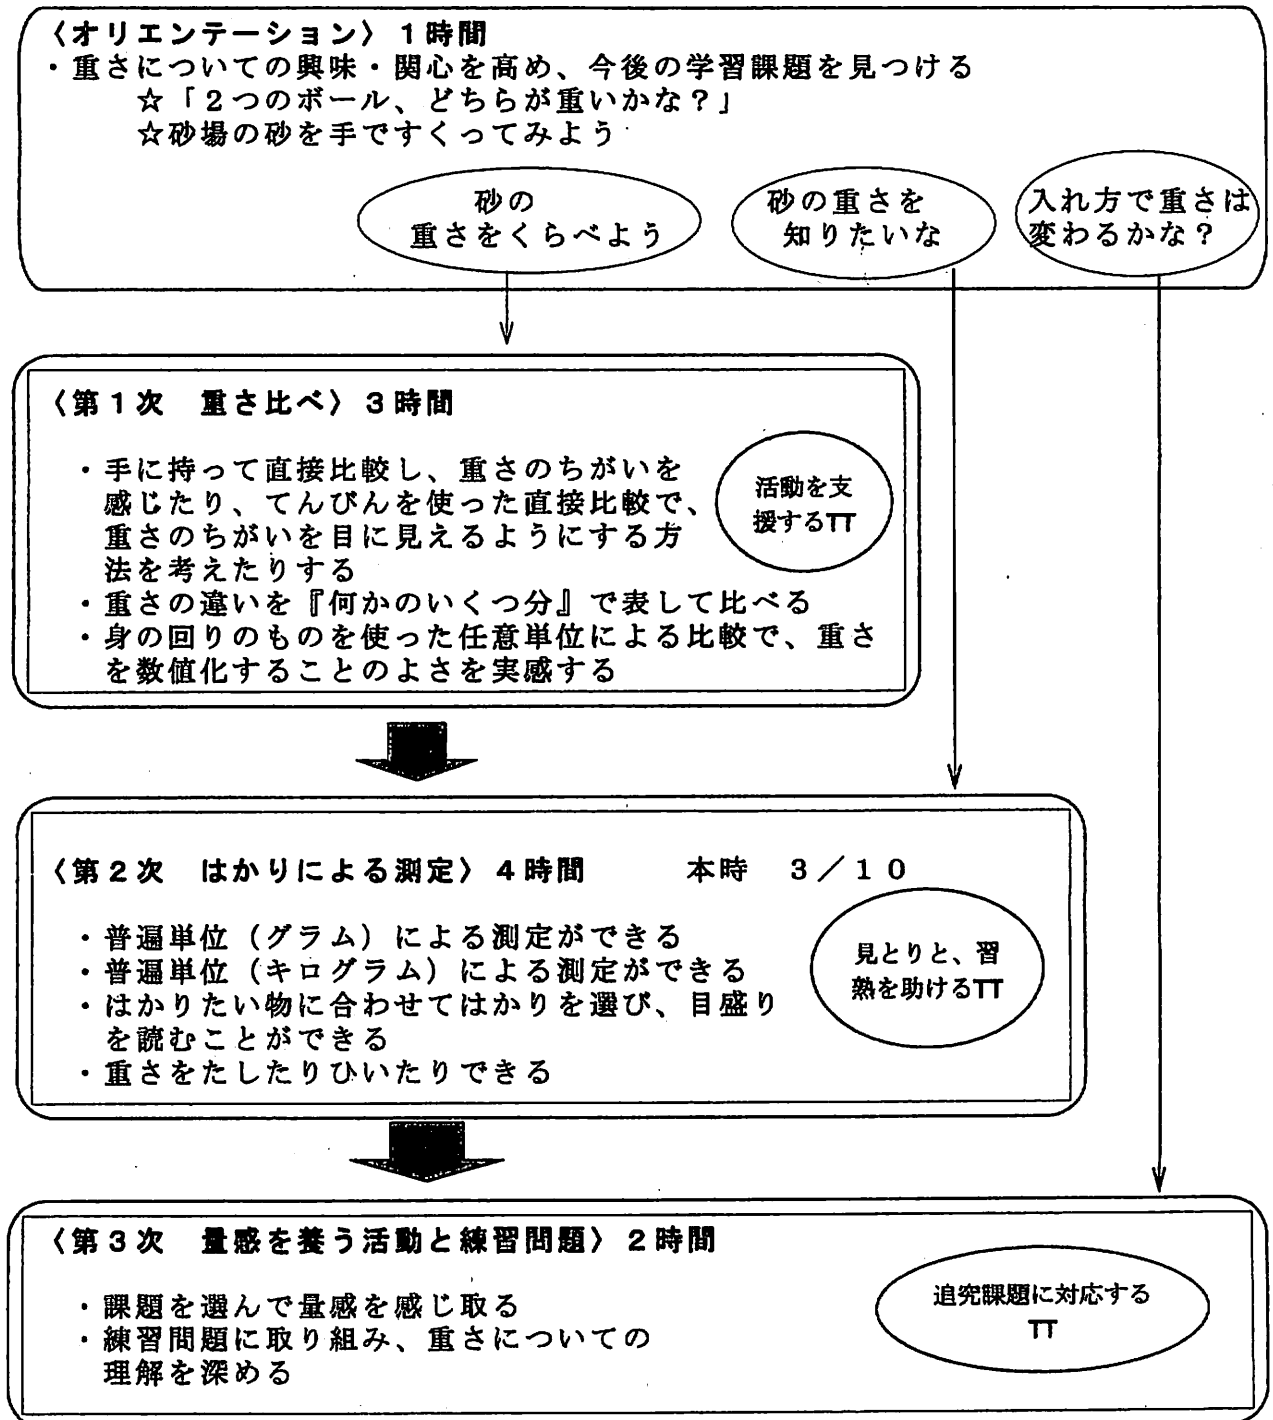 〈オリエンテーション〉１時間
・重さについての興味・関心を高め、今後の学習課題を見つける
☆「２つのボール、どちらが重いかな？」
☆砂場の砂を手ですくってみよう
砂の
重さをくらべよう
砂の重さを
知りたいな
入れ方で重さは
変わるかな？
〈第１次　重さ比べ〉３時間
・手に持って直接比較し、重さのちがいを
感じたり、てんびんを使った直接比較で、
重さのちがいを目に見えるようにする方
法を考えたりする
・重さの違いを『何かのいくつ分』で表して比べる
・身の回りのものを使った任意単位による比較で、重さ
を数値化することのよさを実感する
活動を支
援するTT
〈第２次　はかりによる測定〉４時間　　　本時　３／１０
・普遍単位（グラム）による測定ができる
・普遍単位（キログラム）による測定ができる
・はかりたい物に合わせてはかりを選び、目盛り
を読むことができる
・重さをたしたりひいたりできる
見とりと、習
熟を助けるTT
〈第３次　量感を養う活動と練習問題〉２時間
・課題を選んで量感を感じ取る
・練習問題に取り組み、重さについての
理解を深める
追究課題に対応する
TT